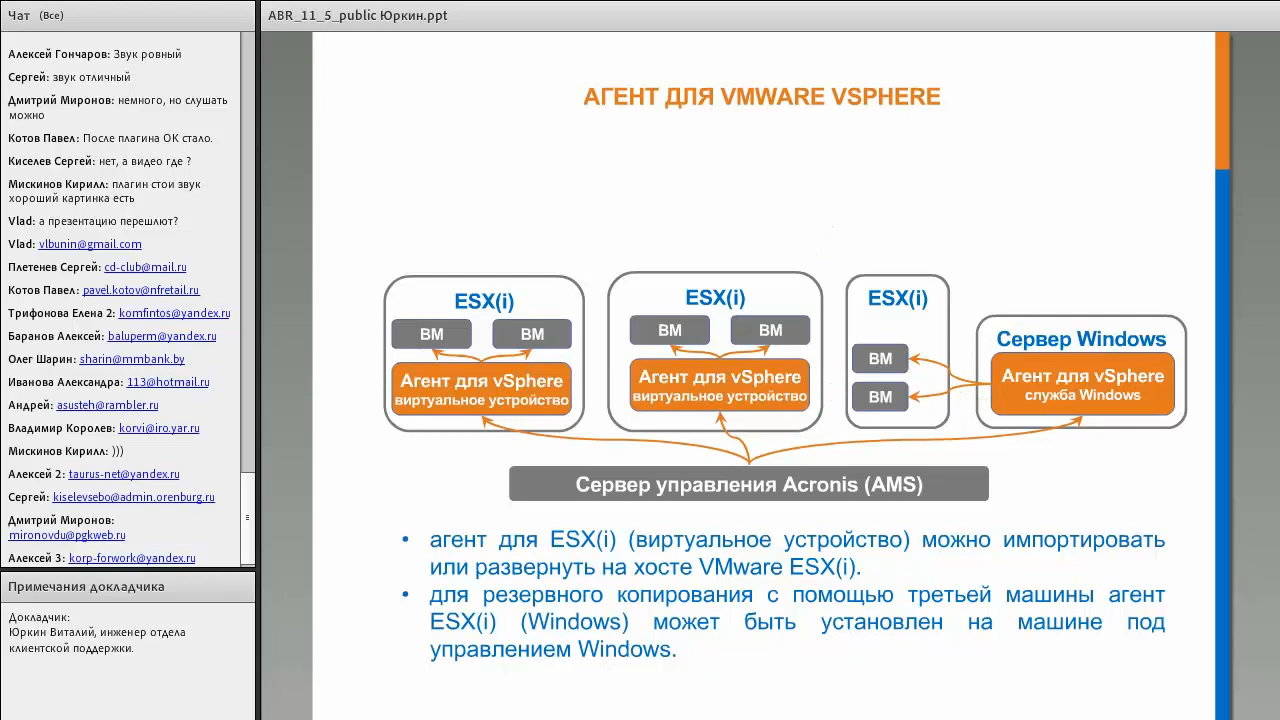 Чат (Все)
Алексей Гончаров: Звук ровный
Сергей: звук отличный
Дмитрий Миронов: немного, но слушать
можно
Котов Павел: После плагина ОК стало.
Киселев Сергей: нет, а видео где ?
Мискинов Кирилл: плагин стои звук
хороший картинка есть
Vlad: а презентацию перешлют?
Vlad: vlbunin@gmail.com
Плетенев Сергей: cd-club@mail.ru
Котов Павел: pavel.kotov@nfretail.ru
Трифонова Елена 2: komfintos@yandex.ru
Баранов Алексей: baluperm@yandex.ru
Олег Шарин: sharin@mmbank.by
Иванова Александра: 113@hotmail.ru
Андрей: asusteh@rambler.ru
Владимир Королев: korvi@iro.yar.ru
Мискинов Кирилл: )))
Алексей 2: taurus-net@yandex.ru
Сергей: kiselevsebo@admin.orenburg.ru
Дмитрий Миронов:
mironovdu@pgkweb.ru
Алексей 3: korp-forwork@yandex.ru
Примечания докладчика
Докладчик:
Юркин Виталий, инженер отдела
клиентской поддержки.
ABR_11_5_public Юркин.ppt
АГЕНТ ДЛЯ VMWARE VSPHERE
ESX(i)
ВМ ВМ
Агент для vSphere
виртуальное устройство
ESX(i)
ВМ ВМ
Агент для vSphere
виртуальное устройство
ESX(i)
ВМ
ВМ
Сервер Windows
Агент для vSphere
служба Windows
Сервер управления Acronis (AMS)
• агент для ESX(i) (виртуальное устройство) можно импортировать
или развернуть на хосте VMware ESX(i).
• для резервного копирования с помощью третьей машины агент
ESX(i) (Windows) может быть установлен на машине под
управлением Windows.